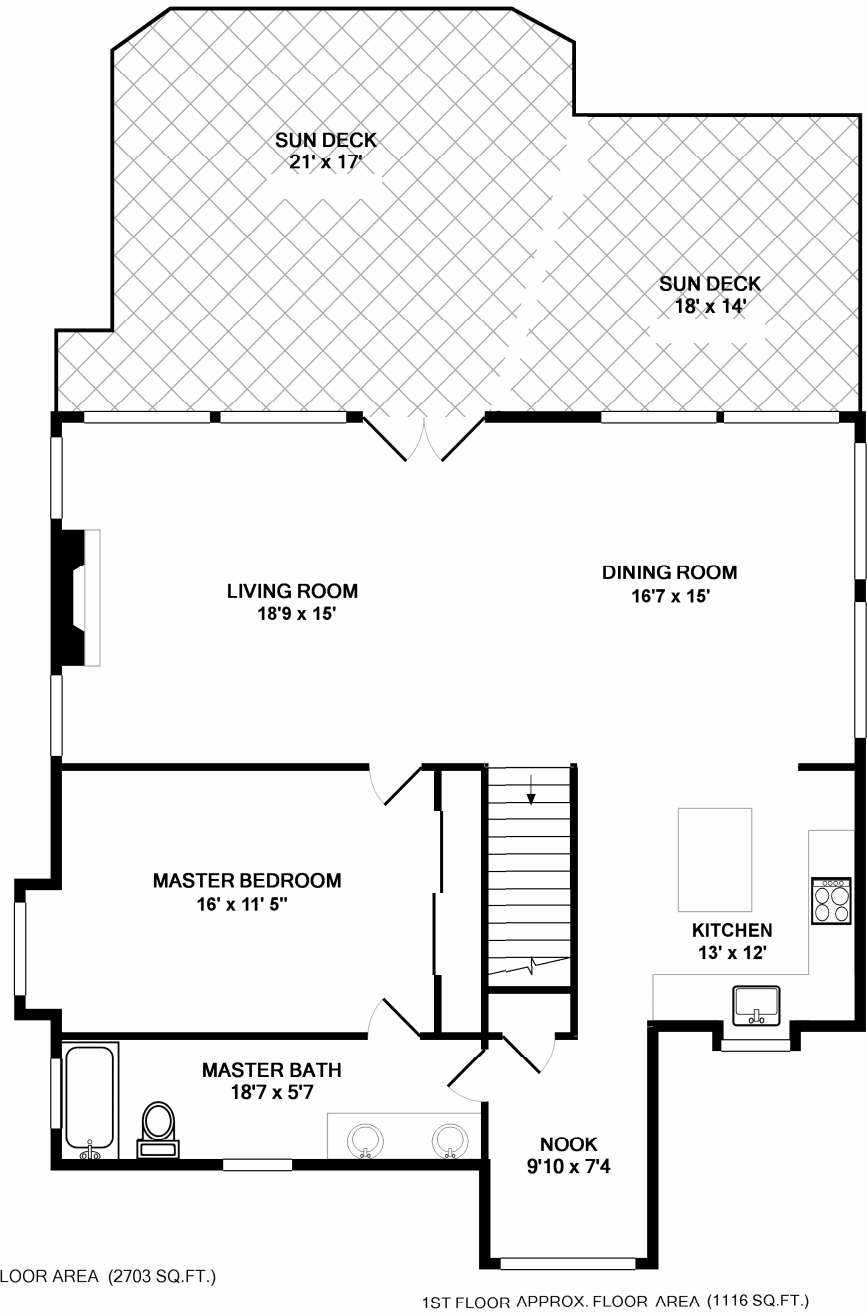 SUN DECK
21' x 17'
SUN DECK
18' x 14'
LIVING ROOM
18'9 x 15'
DINING ROOM
16'7 x 15'
MASTER BEDROOM
16' x 11' 5"
KITCHEN
13' x 12'
MASTER BATH
18'7 x 5'7
NOOK
9'10 x 7'4
LOOR AREA (2703 SQ.FT.)
1ST FLOOR APPROX. FLOOR AREA (1116 SQ.FT.)